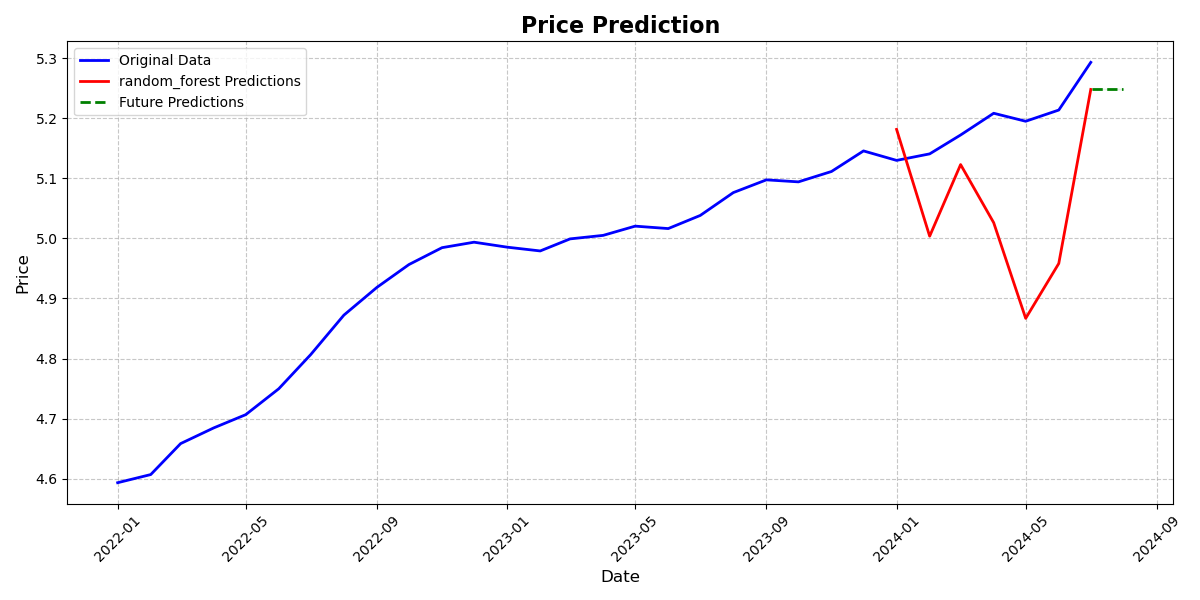 Price Prediction
Original Data
random_forest Predictions
Future Predictions
5.3
5.2
5.1
5.0
4.9
4.8
4.7
4.6
Price
2022-01
2022-05
2022-09
2023-01
2023-05
2023-09
2024-01
2024-05
2024-09
Date